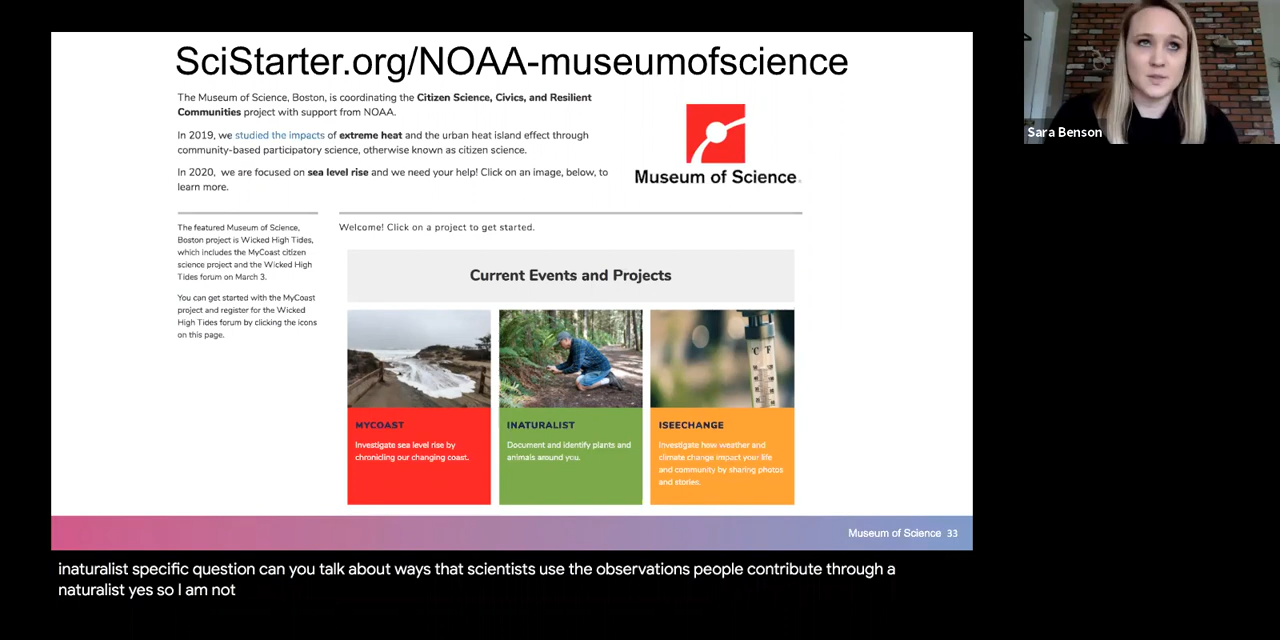 SciStarter.org/NOAA-museumofscience
The Museum of Science, Boston, is coordinating the Citizen Science, Civics, and Resilient
Communities project with support from NOAA.
In 2019, we studied the impacts of extreme heat and the urban heat island effect through
community-based participatory science, otherwise known as citizen science.
In 2020, we are focused on sea level rise and we need your help! Click on an image, below, to
learn more.
Museum of Science
Sara Benson
The featured Museum of Science,
Boston project is Wicked High Tides,
which includes the MyCoast citizen
science project and the Wicked High
Tides forum on March 3.
You can get started with the MyCoast
project and register for the Wicked
High Tides forum by clicking the icons
on this page.
Welcome! Click on a project to get started.
Current Events and Projects
MYCOAST
Investigate sea level rise by
chronicling our changing coast.
INATURALIST
Document and identify plants and
animals around you.
°C °F
ISEECHANGE
Investigate how weather and
climate change impact your life
and community by sharing photos
and stories.
Museum of Science 33
inaturalist specific question can you talk about ways that scientists use the observations people contribute through a
naturalist yes so I am not